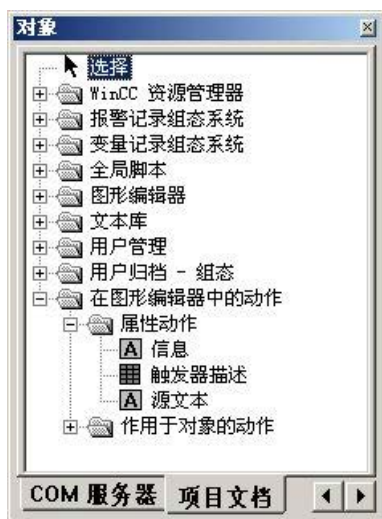 对象
选择
WinCC 资源管理器
报警记录组态系统
变量记录组态系统
全局脚本
图形编辑器
文本库
用户管理
用户归档 - 组态
在图形编辑器中的动作
属性动作
A 信息
触发器描述
A 源文本
作用于对象的动作
COM 服务器 项目文档